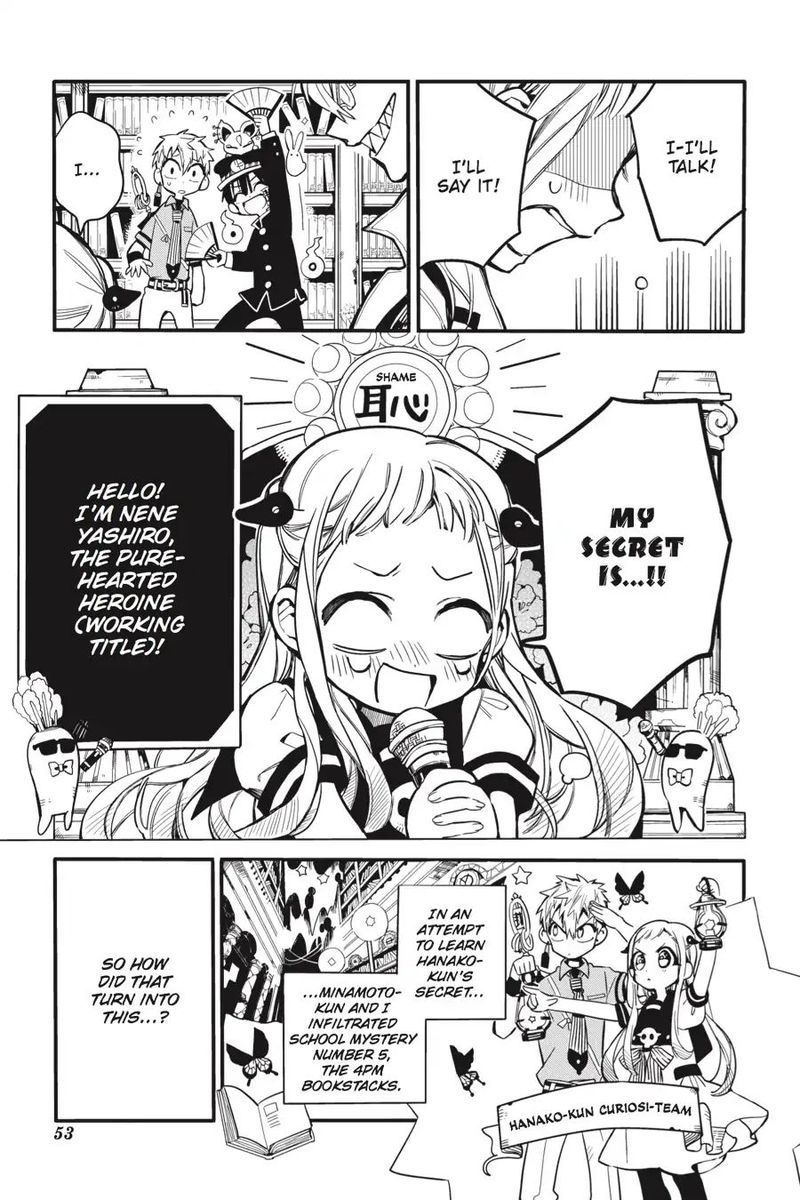 I-I'LL
TALK!
I'LL
SAY IT!
I...
SHAME
恥
MY
SECRET
IS...!!
HELLO!
I'M NENE
YASHIRO,
THE PURE-
HEARTED
HEROINE
(WORKING
TITLE)!
IN AN
ATTEMPT
TO LEARN
HANAKO-
KUN'S
SECRET...
...MINAMOTO-
KUN AND I
INFILTRATED
SCHOOL MYSTERY
NUMBER 5,
THE 4PM
BOOKSTACKS.
HANAKO-KUN CURIOSI-TEAM
SO HOW
DID THAT
TURN INTO
THIS...?
53